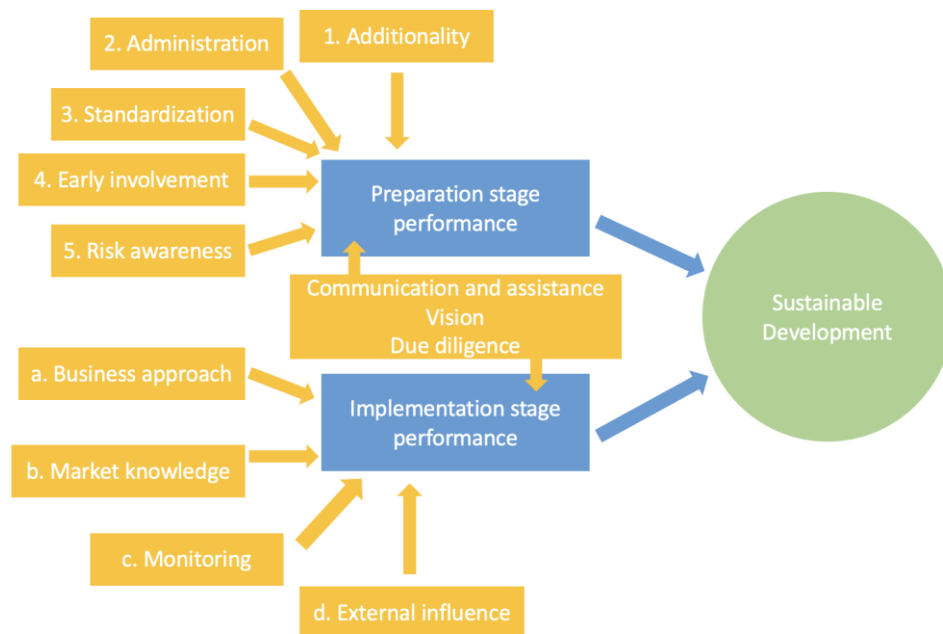 1. Additionality
2. Administration
3. Standardization
4. Early involvement
5. Risk awareness
Preparation stage
performance
Communication and assistance
Vision
Due diligence
Sustainable
Development
a. Business approach
Implementation stage
performance
b. Market knowledge
c. Monitoring
d. External influence